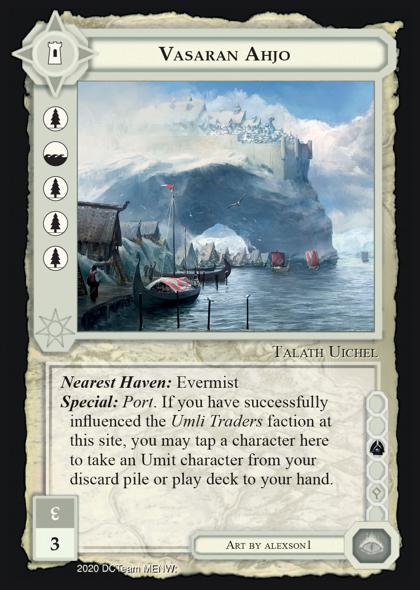 Vasaran Ahjo
Talath Uichel
Nearest Haven: Evermist
Special: Port. If you have successfully
influenced the Umli Traders faction at
this site, you may tap a character here
to take an Umit character from your
discard pile or play deck to your hand.
3
Art by alexson1
2020 DCTeam MENW: